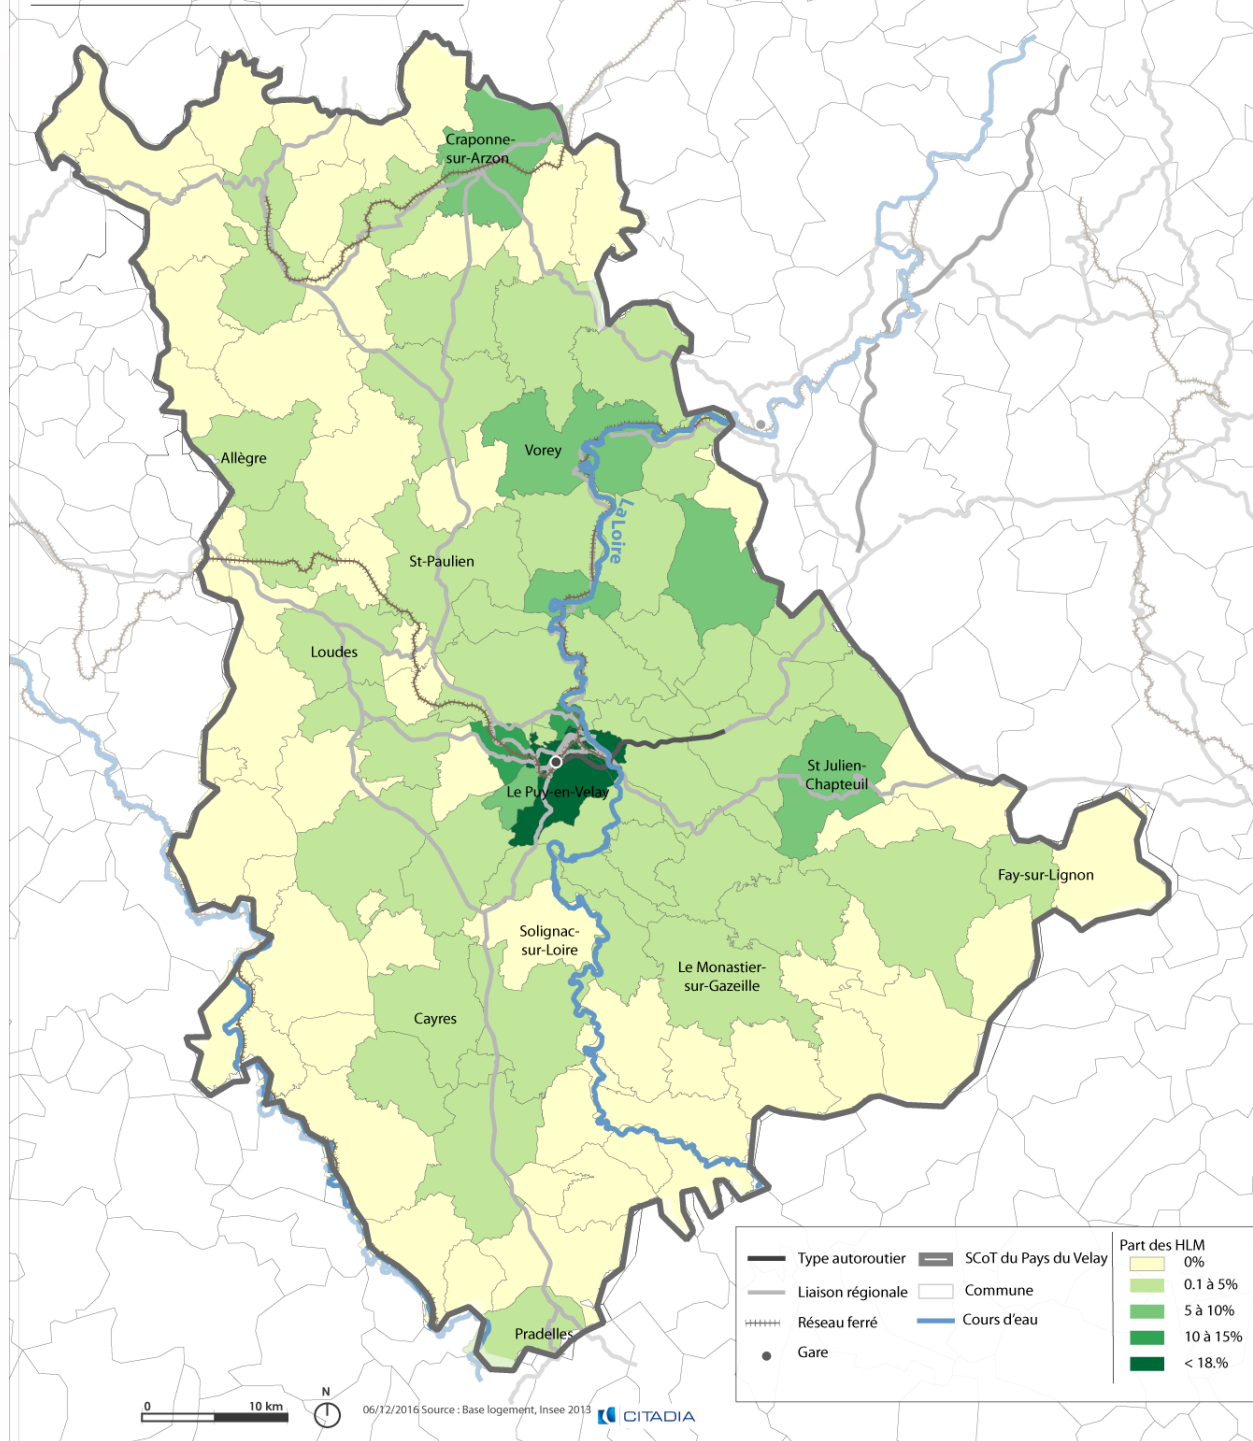 Craponne-
sur-Arzon
Allègre
Vorey
La Loire
St-Paulien
Loudes
St Julien-
Chapteuil
Le Puy-en-Velay
Fay-sur-Lignon
Solignac-
sur-Loire
Le Monastier-
sur-Gazeille
Cayres
Pradelles
Type autoroutier
Liaison régionale
Réseau ferré
Gare
SCoT du Pays du Velay
Commune
Cours d'eau
Part des HLM
0%
0.1 à 5%
5 à 10%
10 à 15%
< 18.%
0 10 km
N
06/12/2016 Source : Base logement, Insee 2013
CITADIA